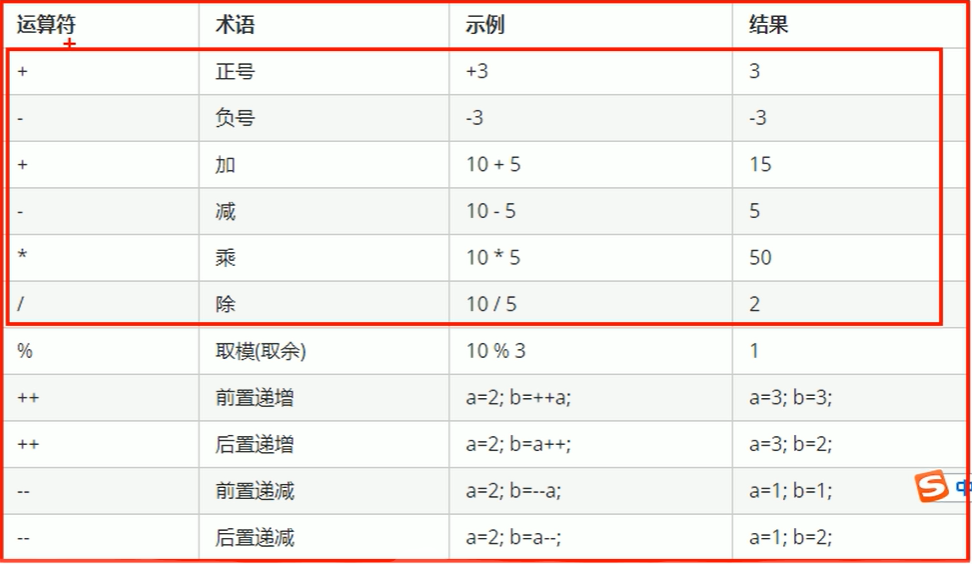 运算符 术语 示例 结果
+ 正号 +3 3
- 负号 -3 -3
+ 加 10 + 5 15
- 减 10 - 5 5
* 乘 10 * 5 50
/ 除 10 / 5 2
% 取模(取余) 10 % 3 1
++ 前置递增 a=2; b=++a; a=3; b=3;
++ 后置递增 a=2; b=a++; a=3; b=2;
-- 前置递减 a=2; b=--a; a=1; b=1;
-- 后置递减 a=2; b=a--; a=1; b=2;